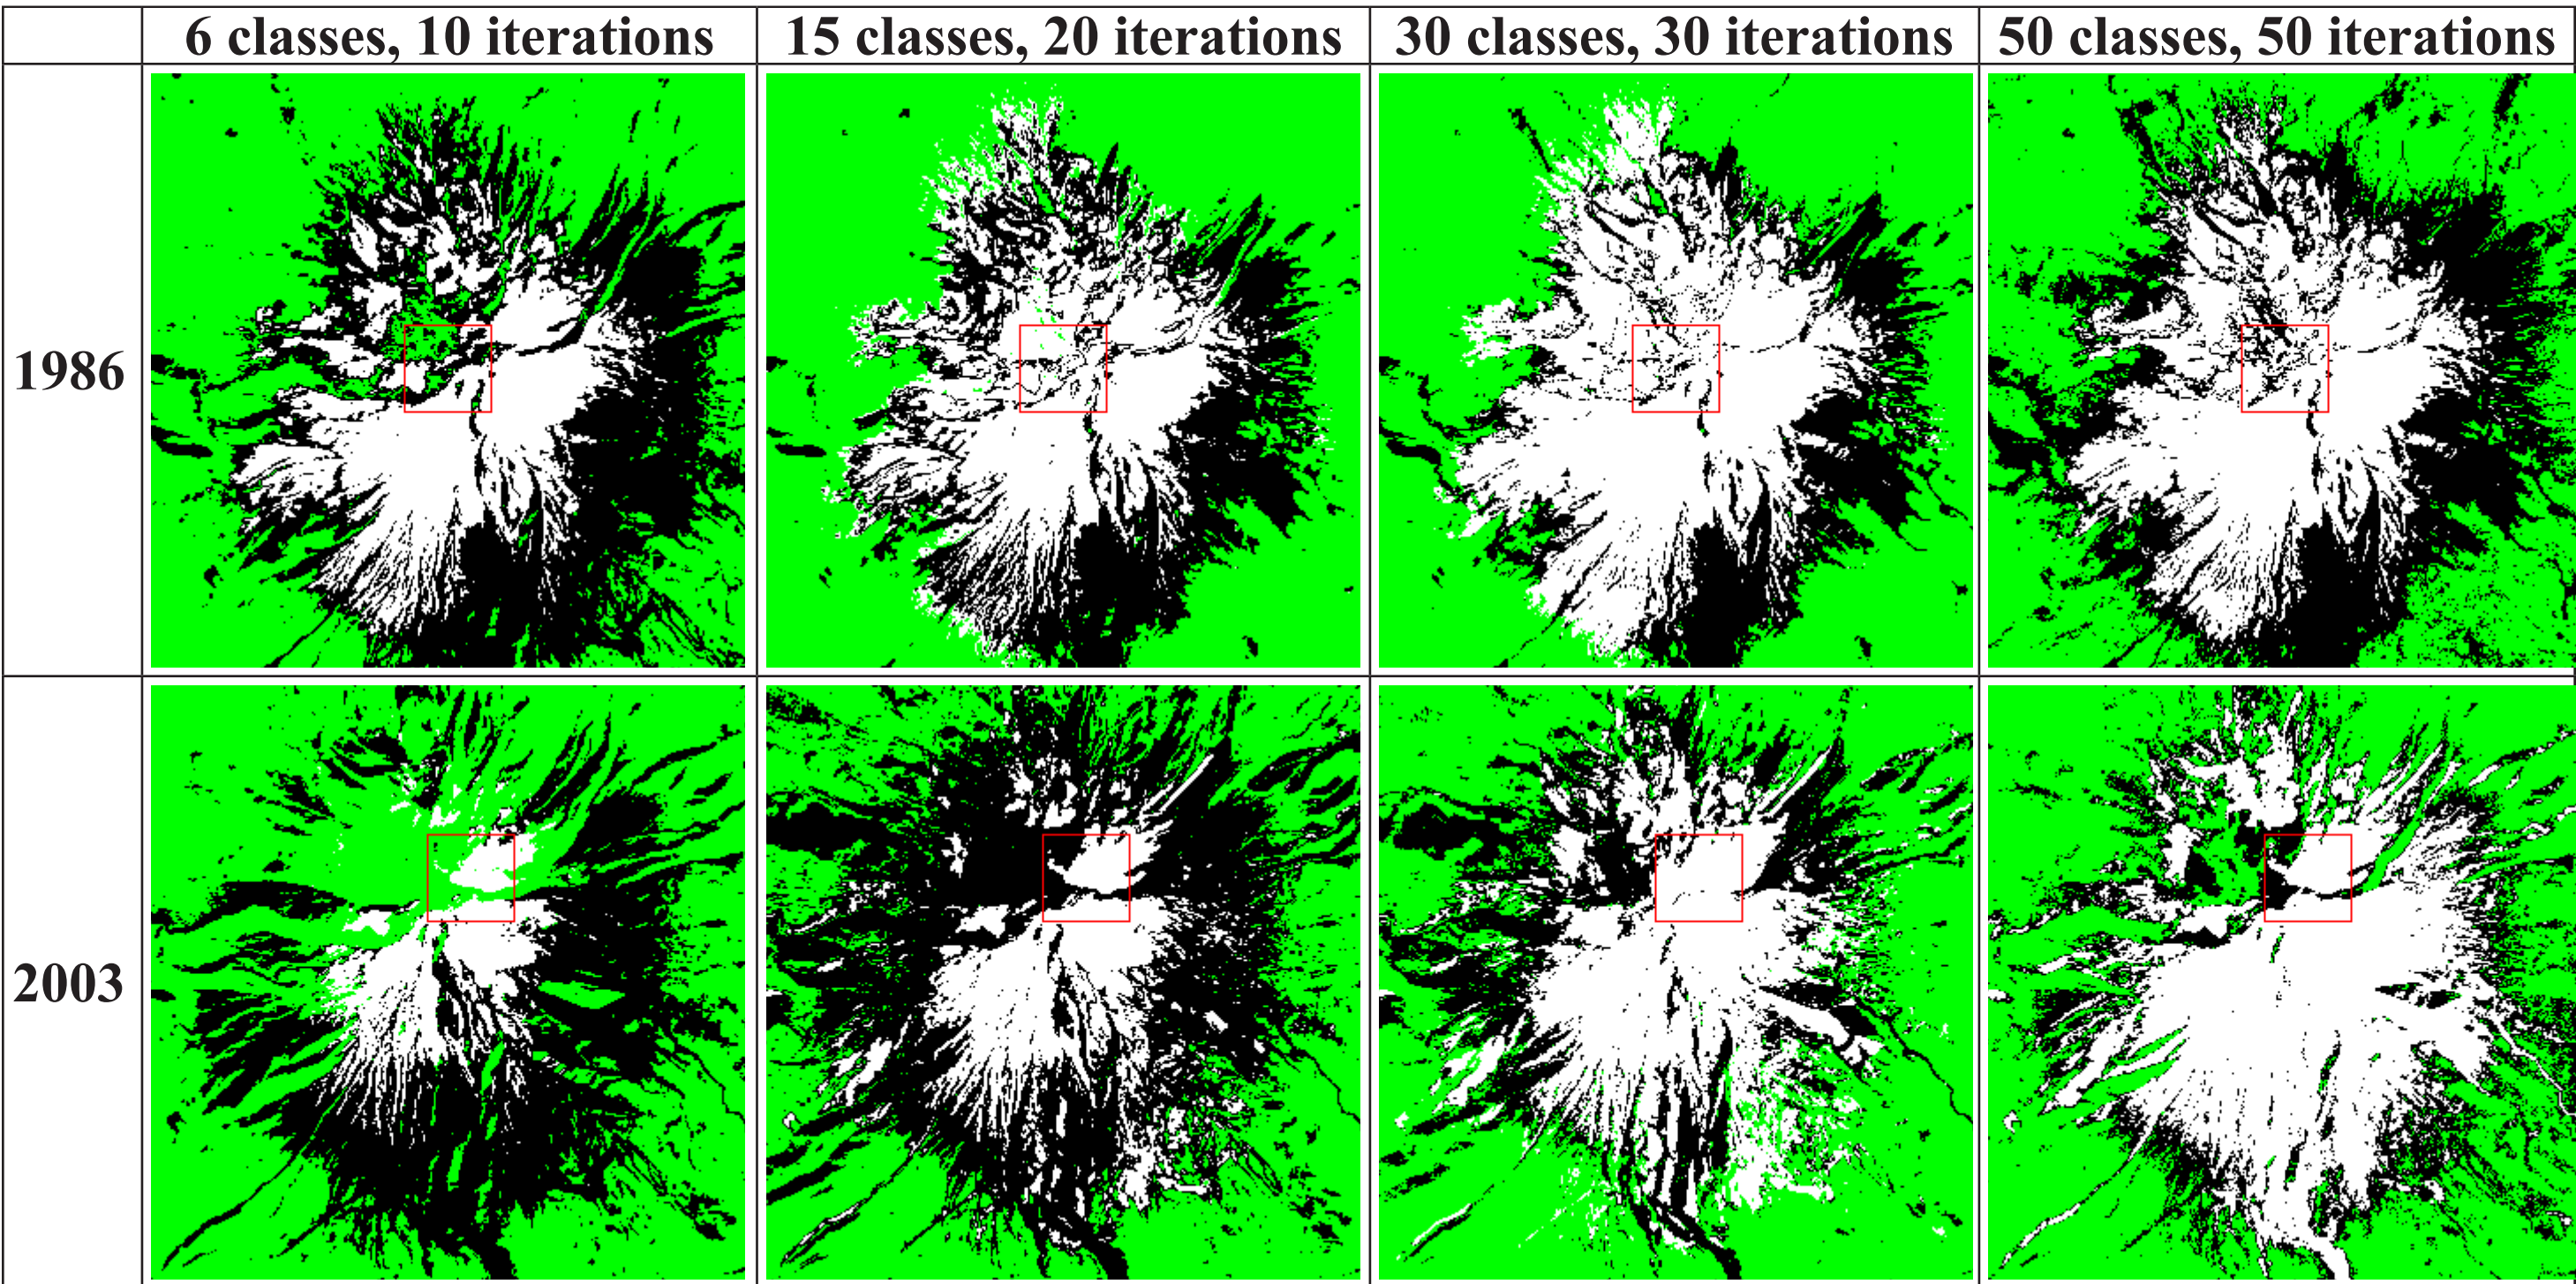 6 classes, 10 iterations
15 classes, 20 iterations
30 classes, 30 iterations
50 classes, 50 iterations
1986
2003